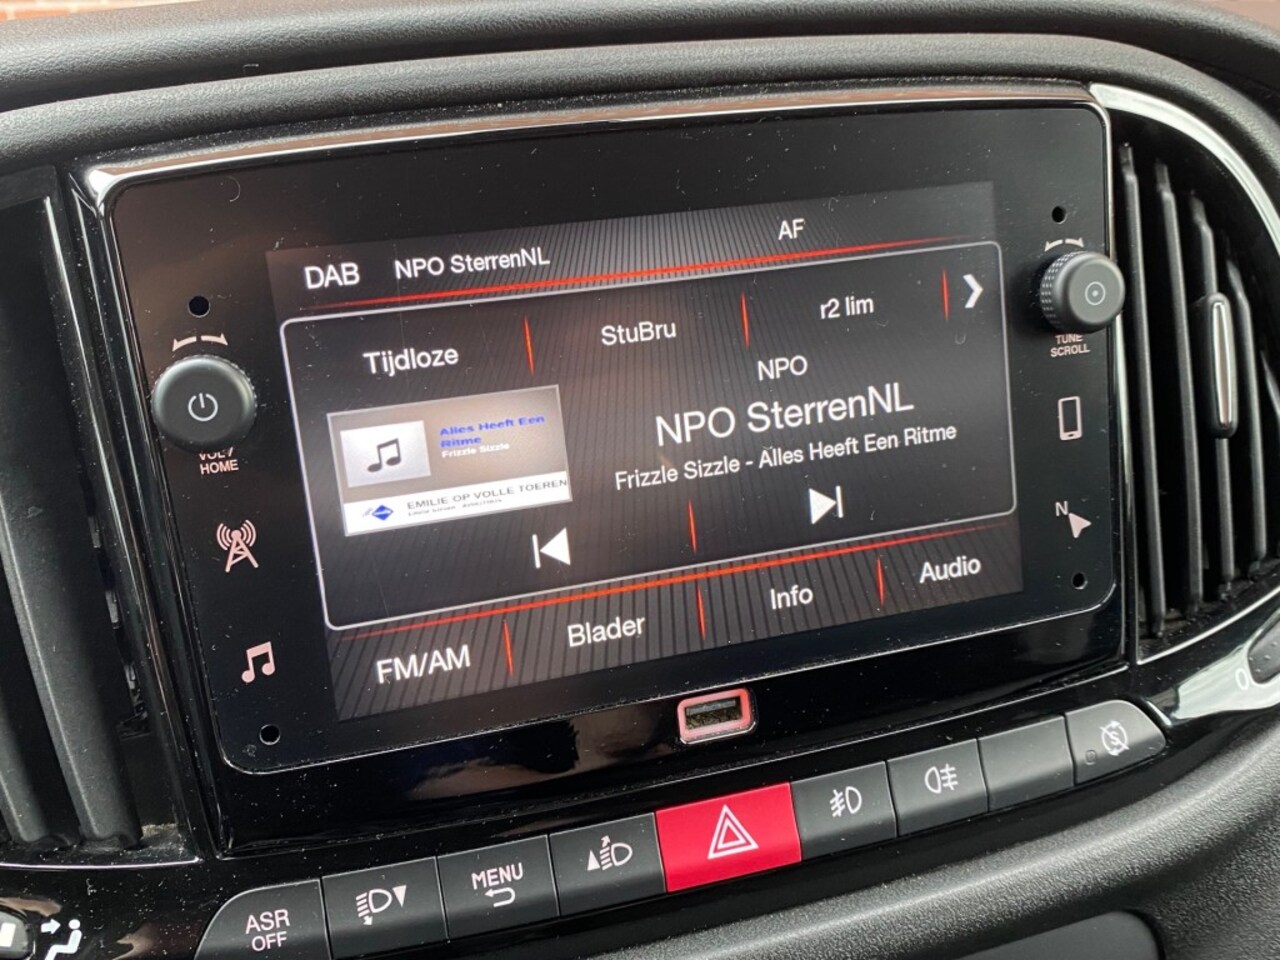 DAB NPO SterrenNL AF
Tijdloze StuBru r2 lim
NPO
NPO SterrenNL
Frizzle Sizzle - Alles Heeft Een Ritme
Alles Heeft Een
Ritme
Frizzle Sizzle
EMILIE OP VOLLE TOEREN
FM/AM Blader Info Audio
VOL /
HOME
TUNE
SCROLL
N
ASR
OFF
MENU
S
0